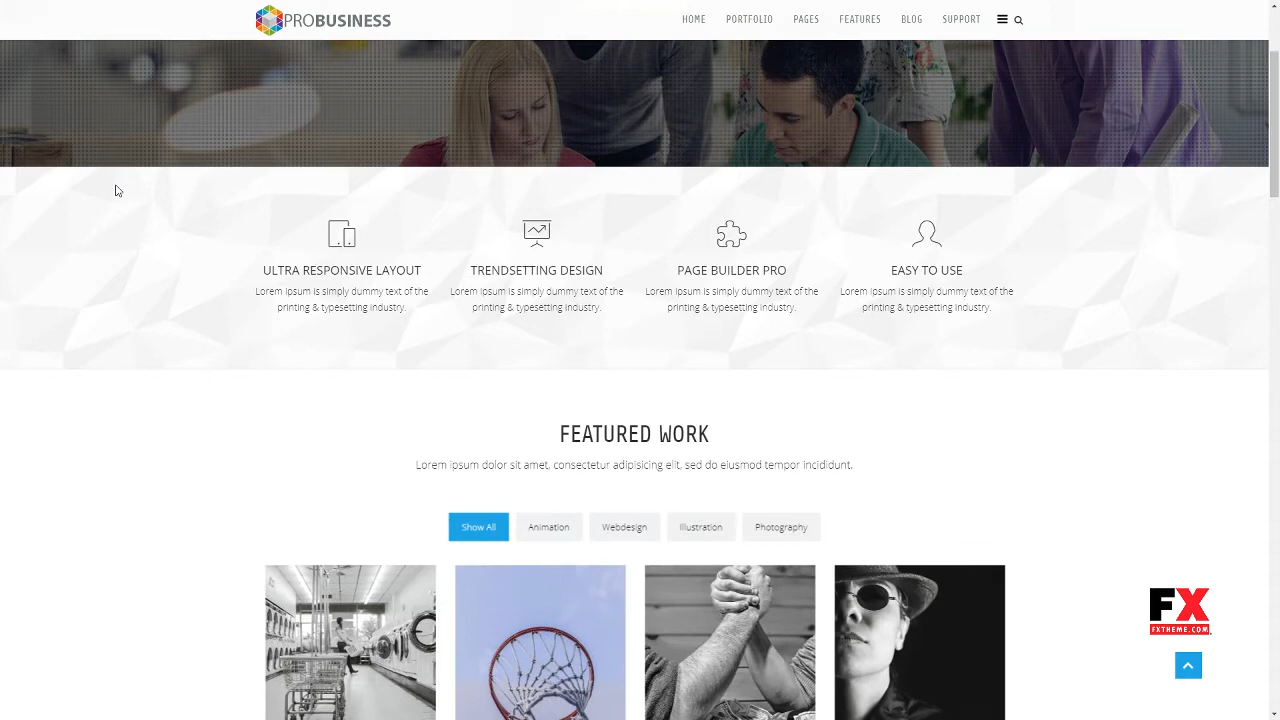 PROBUSINESS
HOME PORTFOLIO PAGES FEATURES BLOG SUPPORT
ULTRA RESPONSIVE LAYOUT
Lorem Ipsum is simply dummy text of the
printing & typesetting industry.
TRENDSETTING DESIGN
Lorem Ipsum is simply dummy text of the
printing & typesetting industry.
PAGE BUILDER PRO
Lorem Ipsum is simply dummy text of the
printing & typesetting industry.
EASY TO USE
Lorem Ipsum is simply dummy text of the
printing & typesetting industry.
FEATURED WORK
Lorem ipsum dolor sit amet, consectetur adipisicing elit, sed do eiusmod tempor incididunt.
Show All Animation Webdesign Illustration Photography
FX
FXTHEME.COM